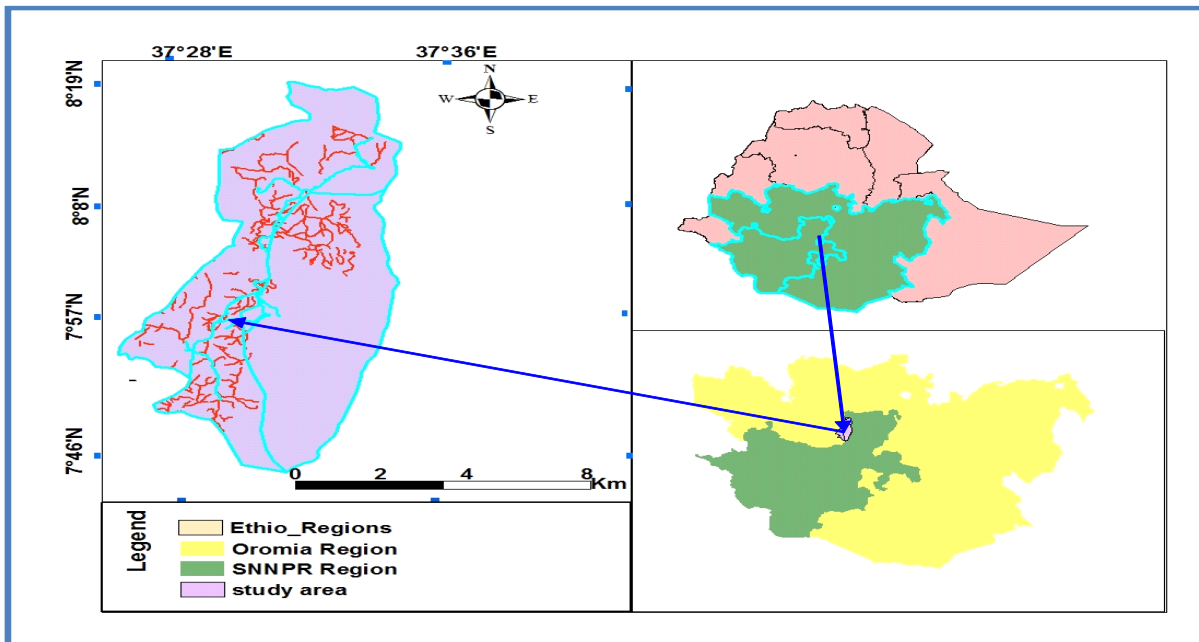 37°28'E 37°36'E
N
W E
S
8°19'N
8°8'N
7°57'N
7°46'N
0 2 4 8
Km
Legend
Ethio_Regions
Oromia Region
SNNPR Region
study area